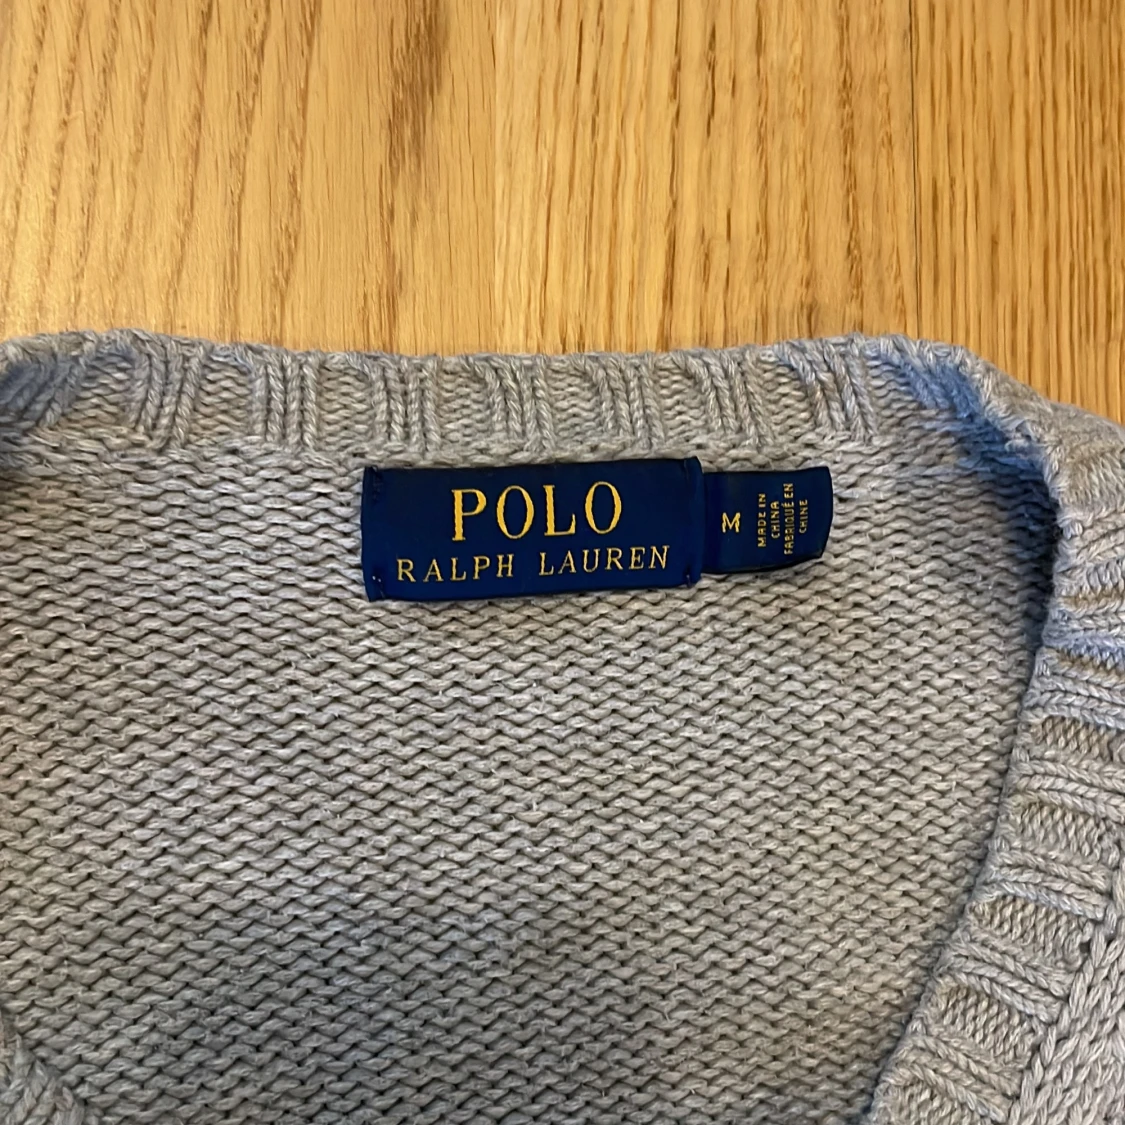 POLO
RALPH LAUREN
M
MADE IN
CHINA
FABRIQUÉ EN
CHINE